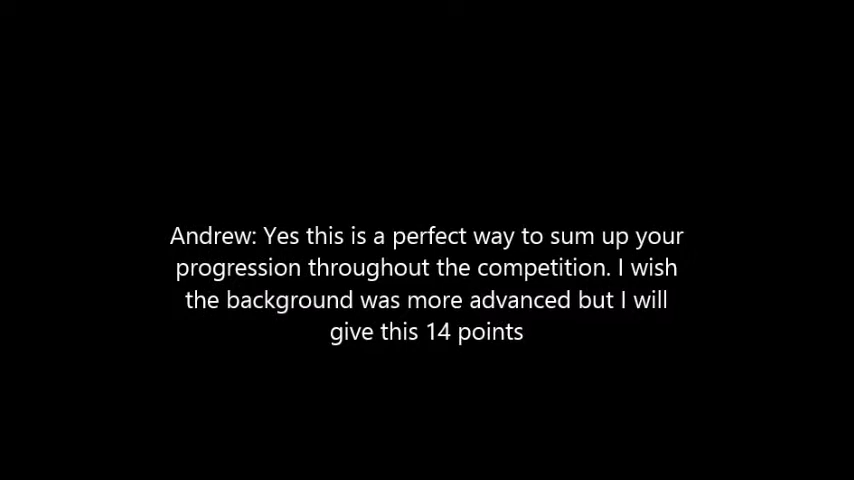 Andrew: Yes this is a perfect way to sum up your
progression throughout the competition. I wish
the background was more advanced but I will
give this 14 points